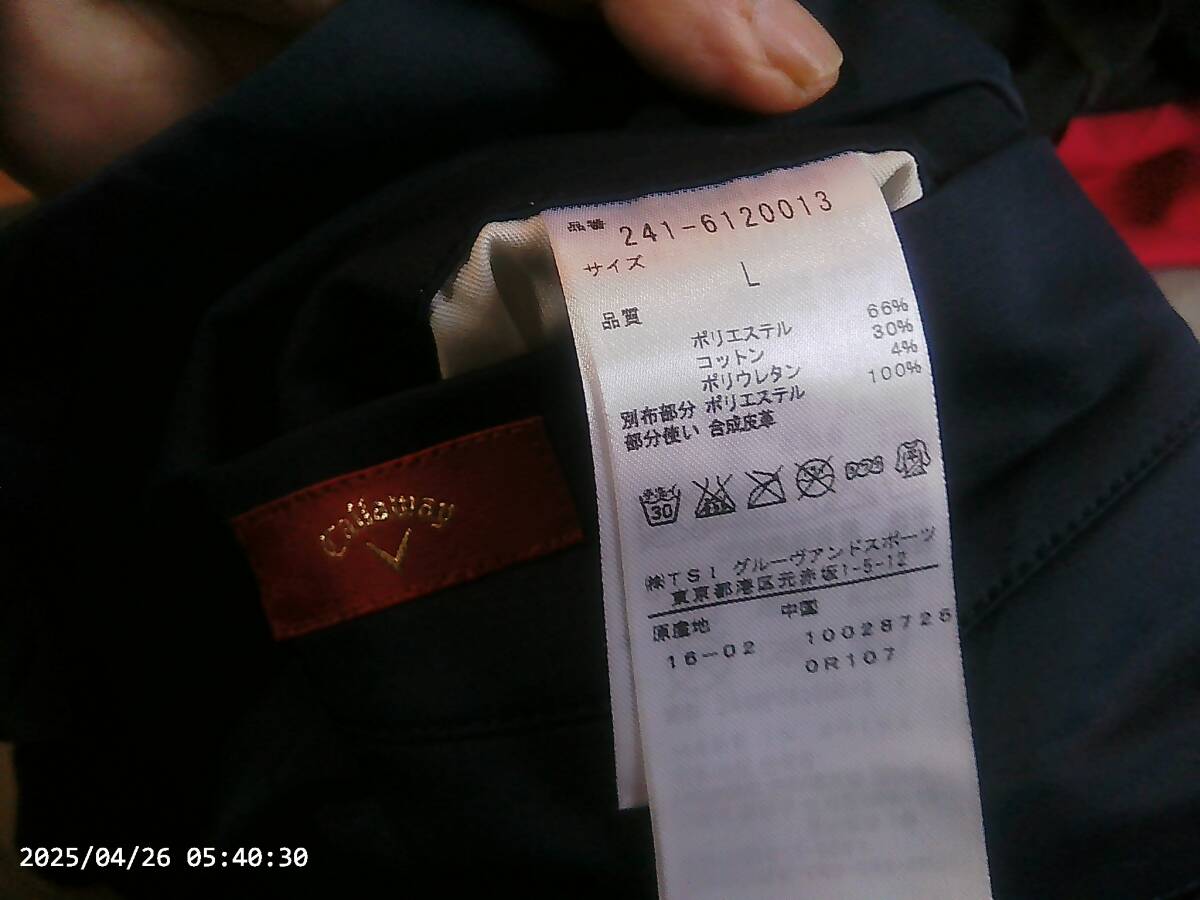 品番 241-6120013
サイズ L
品質
ポリエステル 66%
コットン 30%
ポリウレタン 4%
別布部分 ポリエステル 100%
部分使い 合成皮革
30
㈱TSI グルーヴアンドスポーツ
東京都港区元赤坂1-5-12
原産地 中国
16-02 10028726
0R107
Callaway
2025/04/26 05:40:30